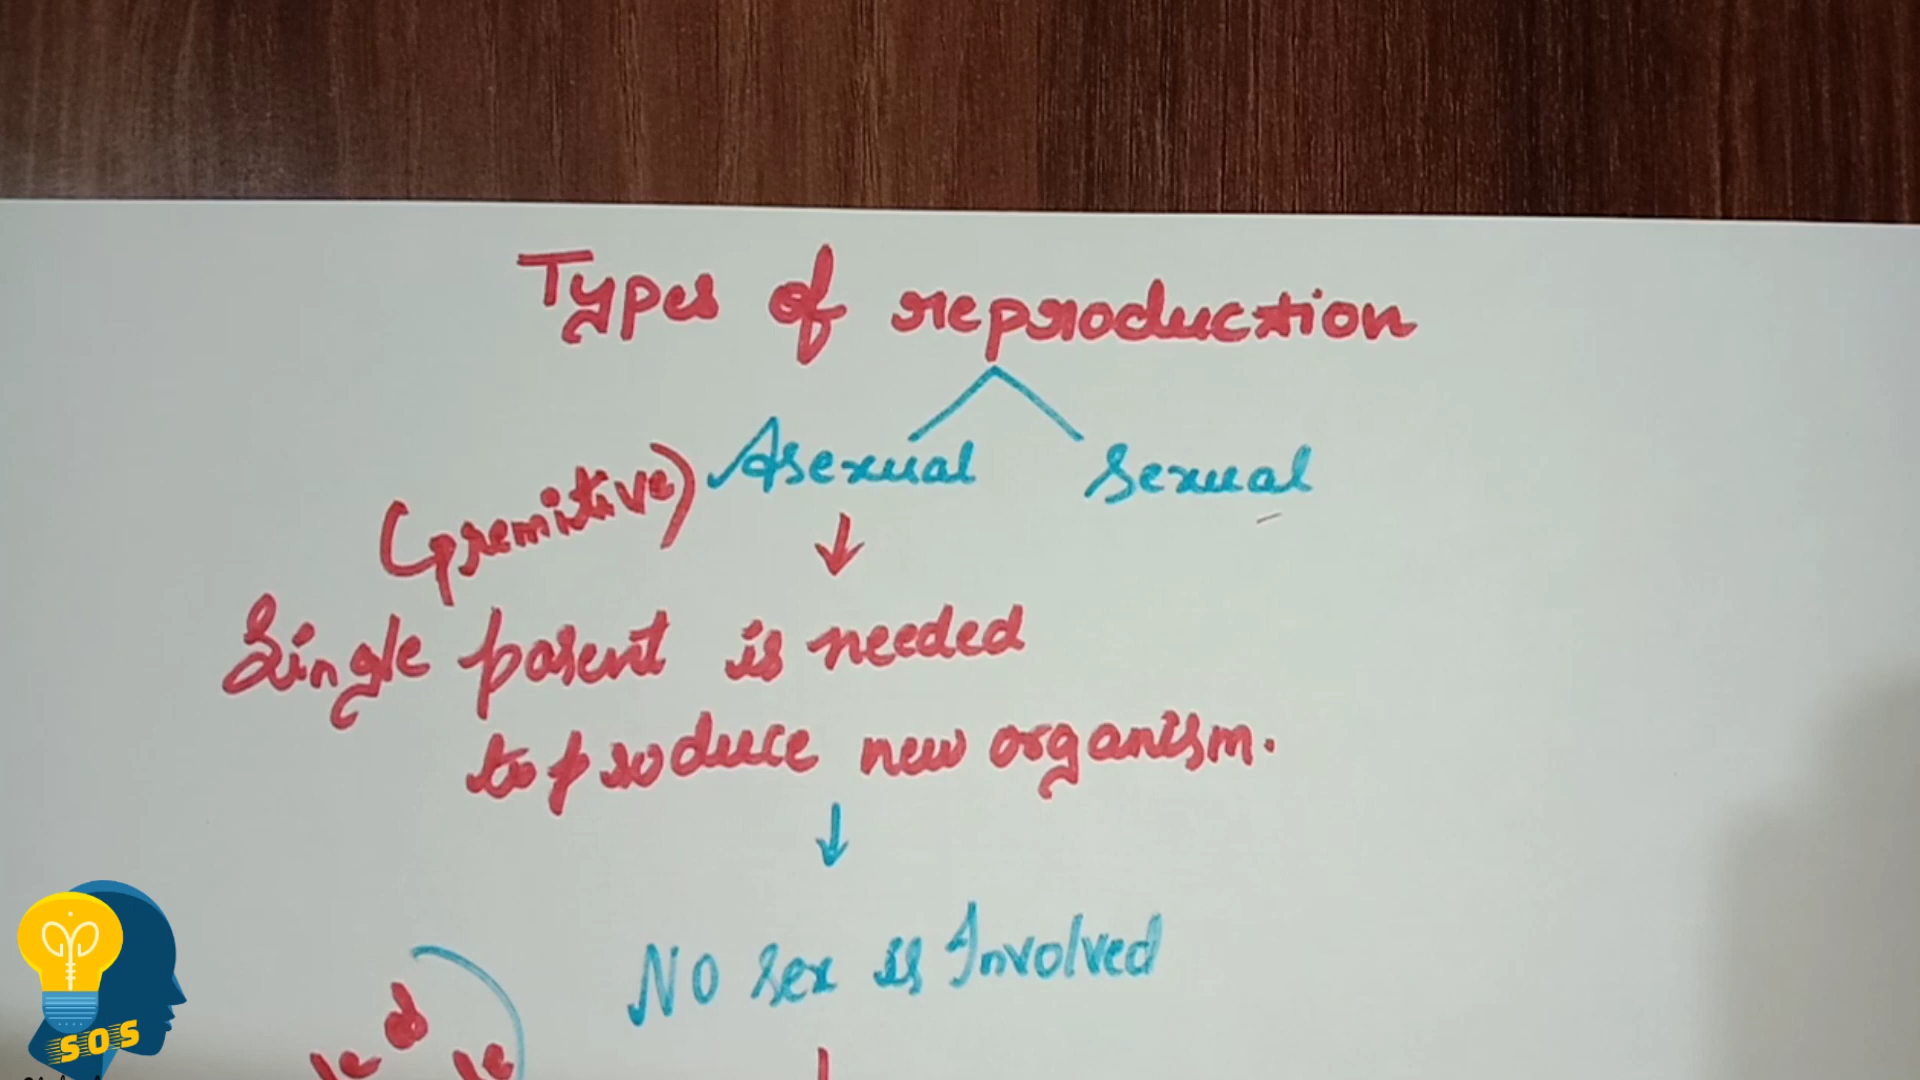 Types of reproduction
Asexual Sexual
(premitive)
Single parent is needed
to produce new organism.
No sex is Involved
SOS